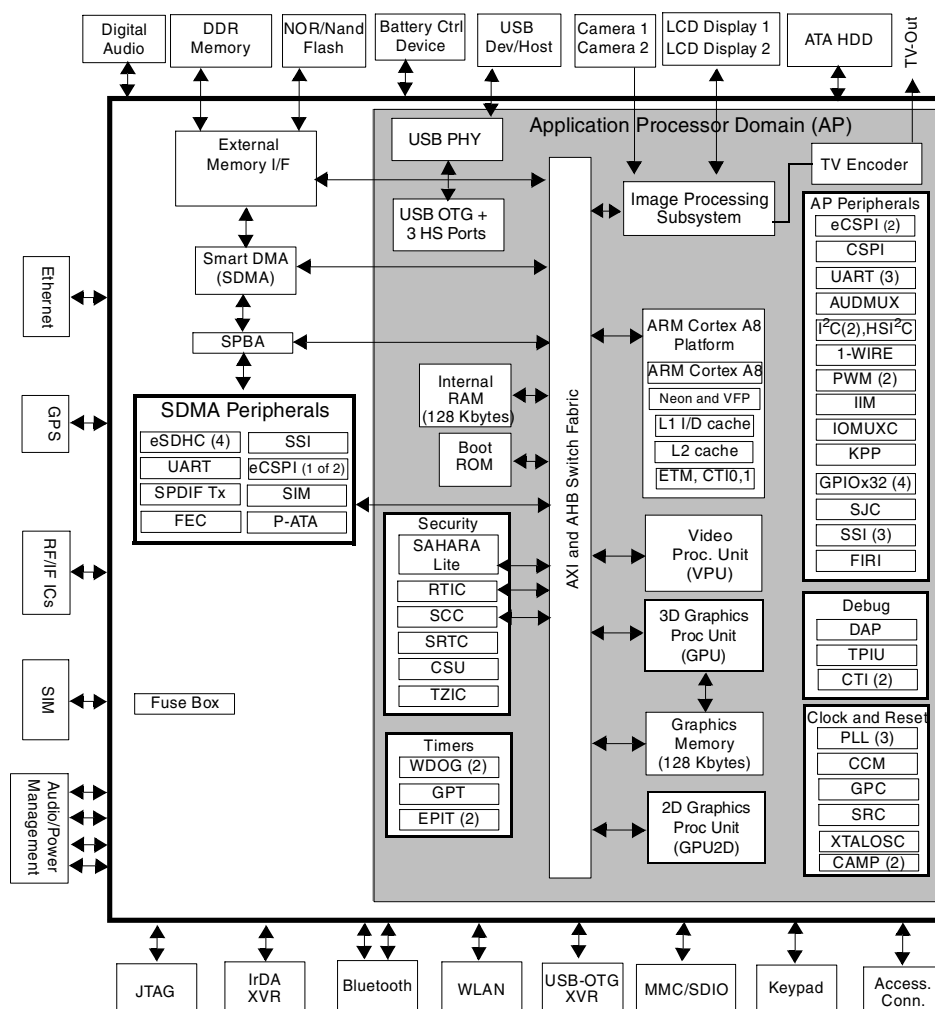 Digital
Audio
DDR
Memory
NOR/Nand
Flash
Battery Ctrl
Device
USB
Dev/Host
Camera 1
Camera 2
LCD Display 1
LCD Display 2
ATA HDD
TV-Out
Application Processor Domain (AP)
External
Memory I/F
USB PHY
USB OTG +
3 HS Ports
TV Encoder
Image Processing
Subsystem
Smart DMA
(SDMA)
SPBA
SDMA Peripherals
eSDHC (4)
SSI
UART
eCSPI (1 of 2)
SPDIF Tx
SIM
FEC
P-ATA
Fuse Box
Internal
RAM
(128 Kbytes)
Boot
ROM
Security
SAHARA
Lite
RTIC
SCC
SRTC
CSU
TZIC
Timers
WDOG (2)
GPT
EPIT (2)
AXI and AHB Switch Fabric
ARM Cortex A8
Platform
ARM Cortex A8
Neon and VFP
L1 I/D cache
L2 cache
ETM, CTI0,1
Video
Proc. Unit
(VPU)
3D Graphics
Proc Unit
(GPU)
Graphics
Memory
(128 Kbytes)
2D Graphics
Proc Unit
(GPU2D)
AP Peripherals
eCSPI (2)
CSPI
UART (3)
AUDMUX
I²C(2),HSI²C
1-WIRE
PWM (2)
IIM
IOMUXC
KPP
GPIOx32 (4)
SJC
SSI (3)
FIRI
Debug
DAP
TPIU
CTI (2)
Clock and Reset
PLL (3)
CCM
GPC
SRC
XTALOSC
CAMP (2)
Ethernet
GPS
RF/IF ICs
SIM
Audio/Power
Management
JTAG
IrDA
XVR
Bluetooth
WLAN
USB-OTG
XVR
MMC/SDIO
Keypad
Access.
Conn.